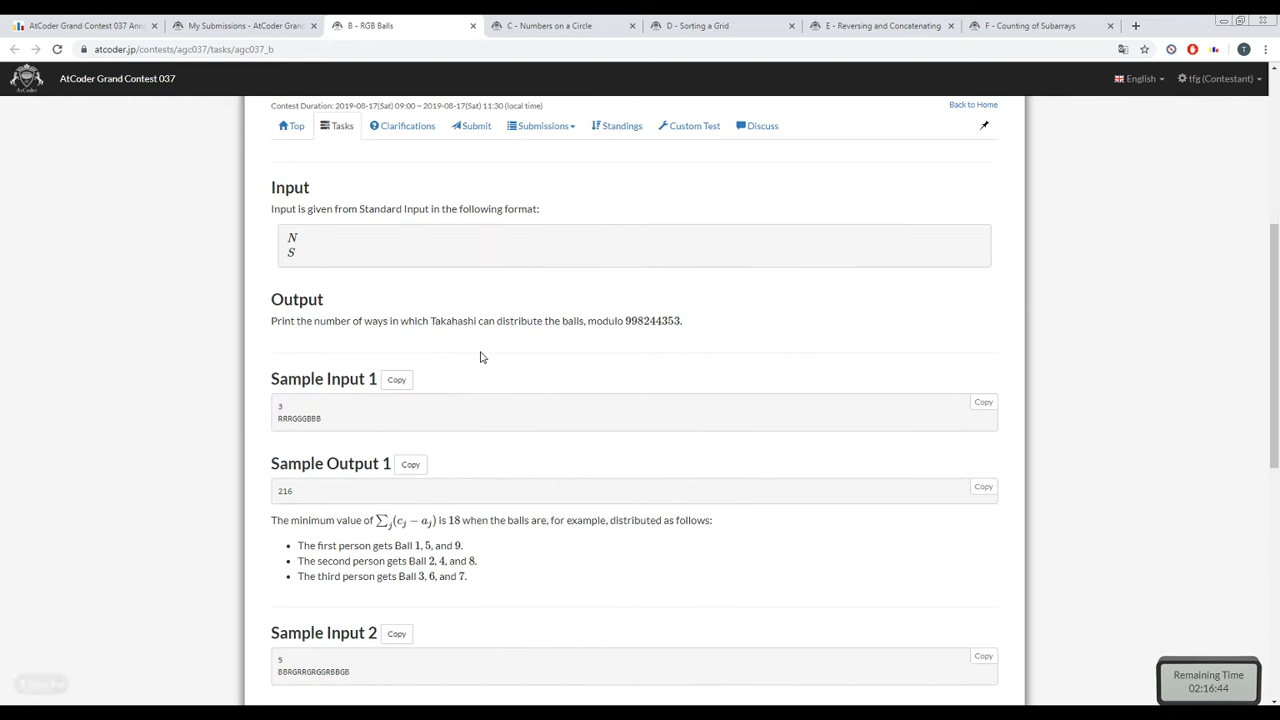 AtCoder Grand Contest 037 Ann
My Submissions - AtCoder Gran
B - RGB Balls
C - Numbers on a Circle
D - Sorting a Grid
E - Reversing and Concatenating
F - Counting of Subarrays
atcoder.jp/contests/agc037/tasks/agc037_b
AtCoder Grand Contest 037
English
tfg (Contestant)
Contest Duration: 2019-08-17(Sat) 09:00 ~ 2019-08-17(Sat) 11:30 (local time)
Back to Home
Top
Tasks
Clarifications
Submit
Submissions
Standings
Custom Test
Discuss
Input
Input is given from Standard Input in the following format:
N
S
Output
Print the number of ways in which Takahashi can distribute the balls, modulo 998244353.
Sample Input 1
Copy
Copy
3
RRRGGGBBB
Sample Output 1
Copy
Copy
216
The minimum value of ∑j(cj − aj) is 18 when the balls are, for example, distributed as follows:
• The first person gets Ball 1, 5, and 9.
• The second person gets Ball 2, 4, and 8.
• The third person gets Ball 3, 6, and 7.
Sample Input 2
Copy
Copy
5
BBRGRRGRGGRBBGB
Remaining Time
02:16:44